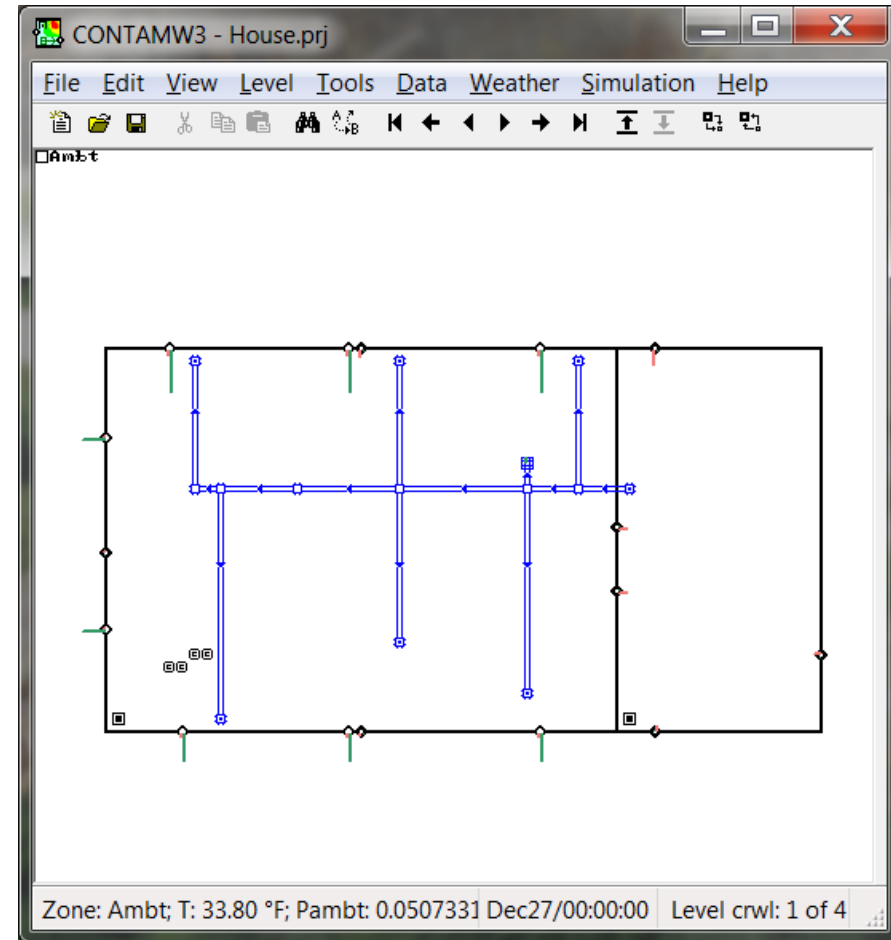 CONTAMW3 - House.prj
File Edit View Level Tools Data Weather Simulation Help
Ambt
Zone: Ambt; T: 33.80 °F; Pambt: 0.0507331 Dec27/00:00:00 Level crwl: 1 of 4